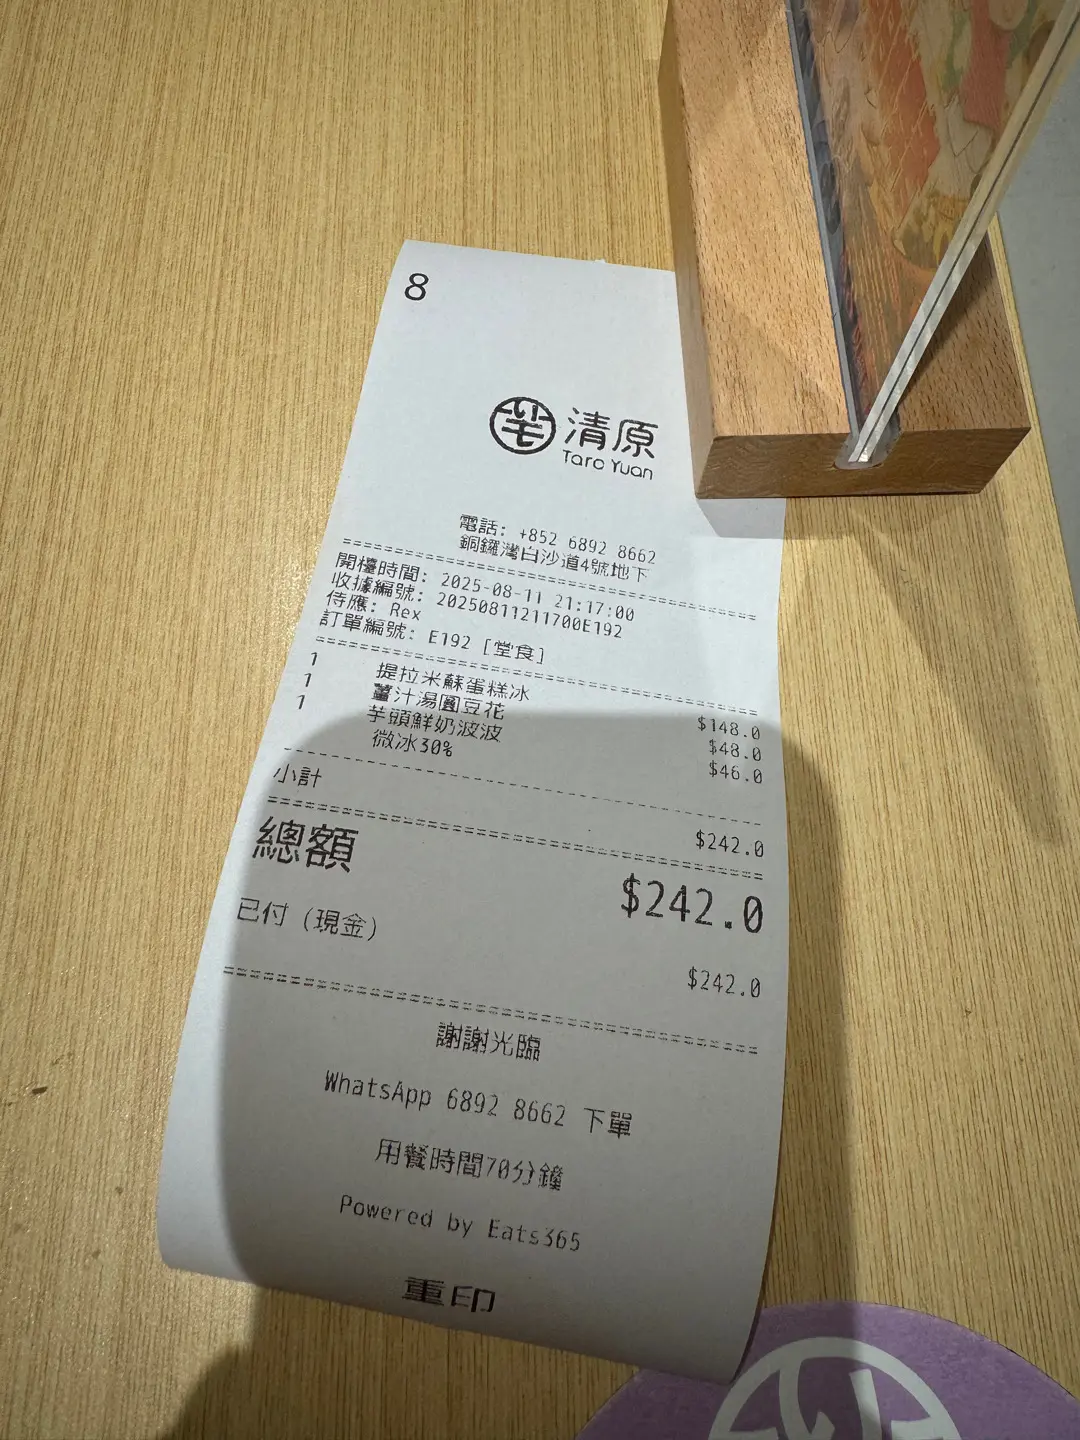 8
芋 清原
Taro Yuan
電話: +852 6892 8662
銅鑼灣白沙道4號地下
開檯時間: 2025-08-11 21:17:00
收據編號: 20250811211700E192
侍應: Rex
訂單編號: E192 [堂食]
1 提拉米蘇蛋糕冰 $148.0
1 薑汁湯圓豆花 $48.0
1 芋頭鮮奶波波 $46.0
微冰30%
小計 $242.0
總額 $242.0
已付 (現金) $242.0
謝謝光臨
WhatsApp 6892 8662 下單
用餐時間70分鐘
Powered by Eats365
重印